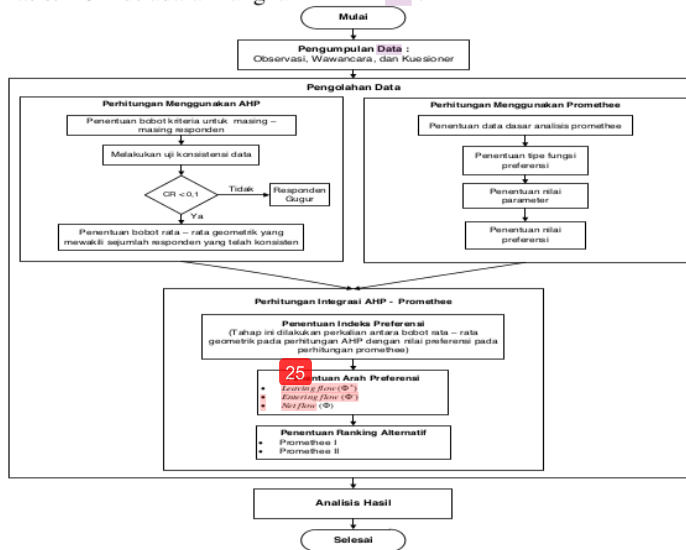 Mulai
Pengumpulan Data :
Observasi, Wawancara, dan Kuesioner
Pengolahan Data
Perhitungan Menggunakan AHP
Penentuan bobot kriteria untuk masing –
masing responden
Melakukan uji konsistensi data
CR < 0,1
Tidak
Responden
Gugur
Ya
Penentuan bobot rata – rata geometrik yang
mewakili sejumlah responden yang telah konsisten
Perhitungan Menggunakan Promethee
Penentuan data dasar analisis promethee
Penentuan tipe fungsi
preferensi
Penentuan nilai
parameter
Penentuan nilai
preferensi
Perhitungan Integrasi AHP - Promethee
Penentuan Indeks Preferensi
(Tahap ini dilakukan perkalian antara bobot rata – rata
geometrik pada perhitungan AHP dengan nilai preferensi pada
perhitungan promethee)
25
entuan Arah Preferensi
• Leaving flow (Φ⁺)
• Entering flow (Φ⁻)
• Net flow (Φ)
Penentuan Ranking Alternatif
• Promethee I
• Promethee II
Analisis Hasil
Selesai